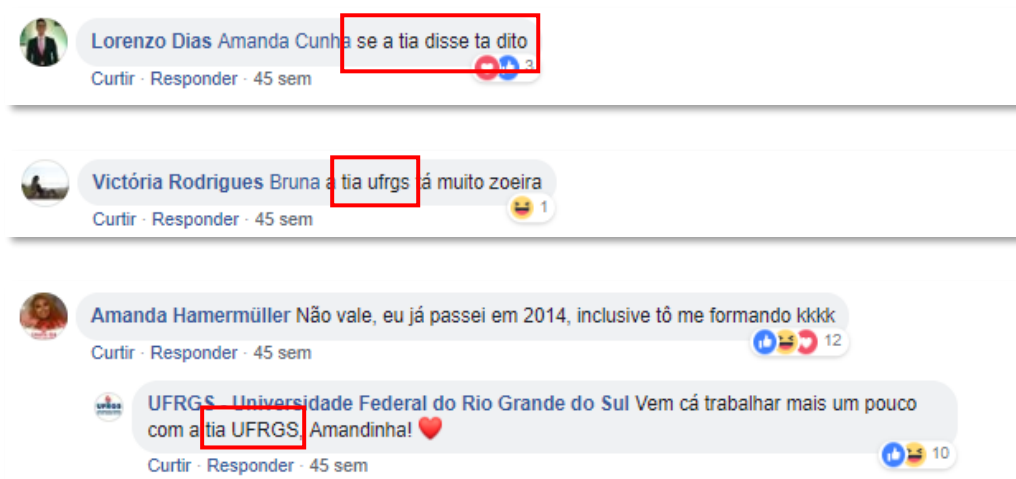 Lorenzo Dias Amanda Cunha se a tia disse ta dito
3
Curtir · Responder · 45 sem
Victória Rodrigues Bruna a tia ufrgs tá muito zoeira
1
Curtir · Responder · 45 sem
Amanda Hamermüller Não vale, eu já passei em 2014, inclusive tô me formando kkkk
12
Curtir · Responder · 45 sem
UFRGS
UFRGS - Universidade Federal do Rio Grande do Sul Vem cá trabalhar mais um pouco
com a tia UFRGS, Amandinha! ❤️
10
Curtir · Responder · 45 sem